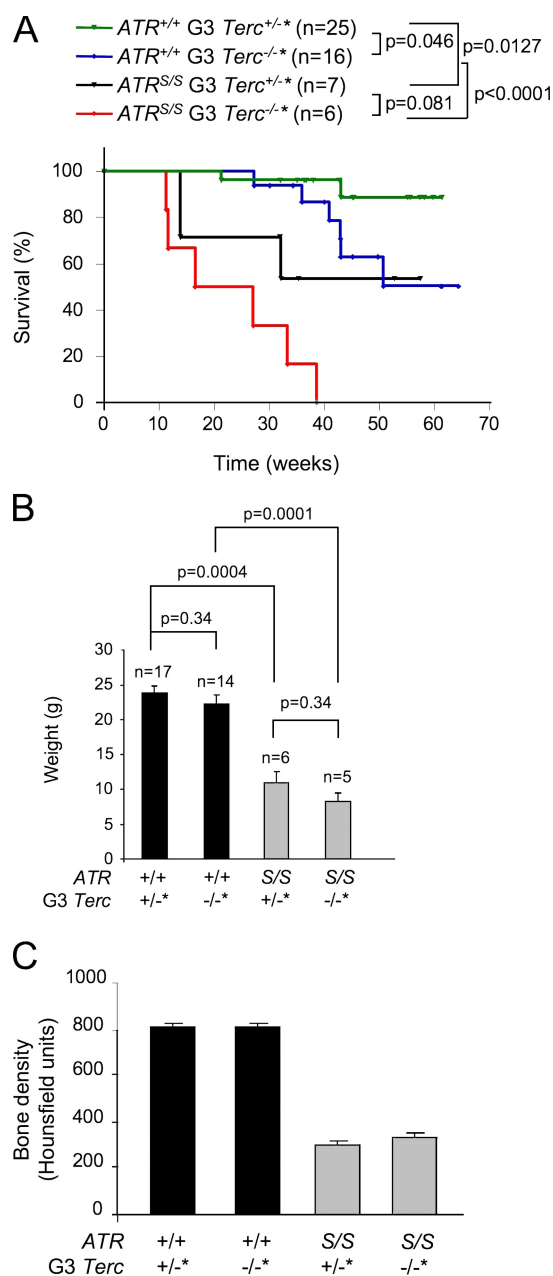 A
ATR+/+ G3 Terc+/-* (n=25)
ATR+/+ G3 Terc-/-* (n=16)
ATRS/S G3 Terc+/-* (n=7)
ATRS/S G3 Terc-/-* (n=6)
p=0.046
p=0.0127
p=0.081
p<0.0001
Survival (%)
100
80
60
40
20
0
0 10 20 30 40 50 60 70
Time (weeks)
B
p=0.0001
p=0.0004
p=0.34
p=0.34
n=17
n=14
n=6
n=5
Weight (g)
30
25
20
15
10
5
0
ATR +/+ +/+ S/S S/S
G3 Terc +/-* -/-* +/-* -/-*
C
Bone density
(Hounsfield units)
1000
800
600
400
200
0
ATR +/+ +/+ S/S S/S
G3 Terc +/-* -/-* +/-* -/-*